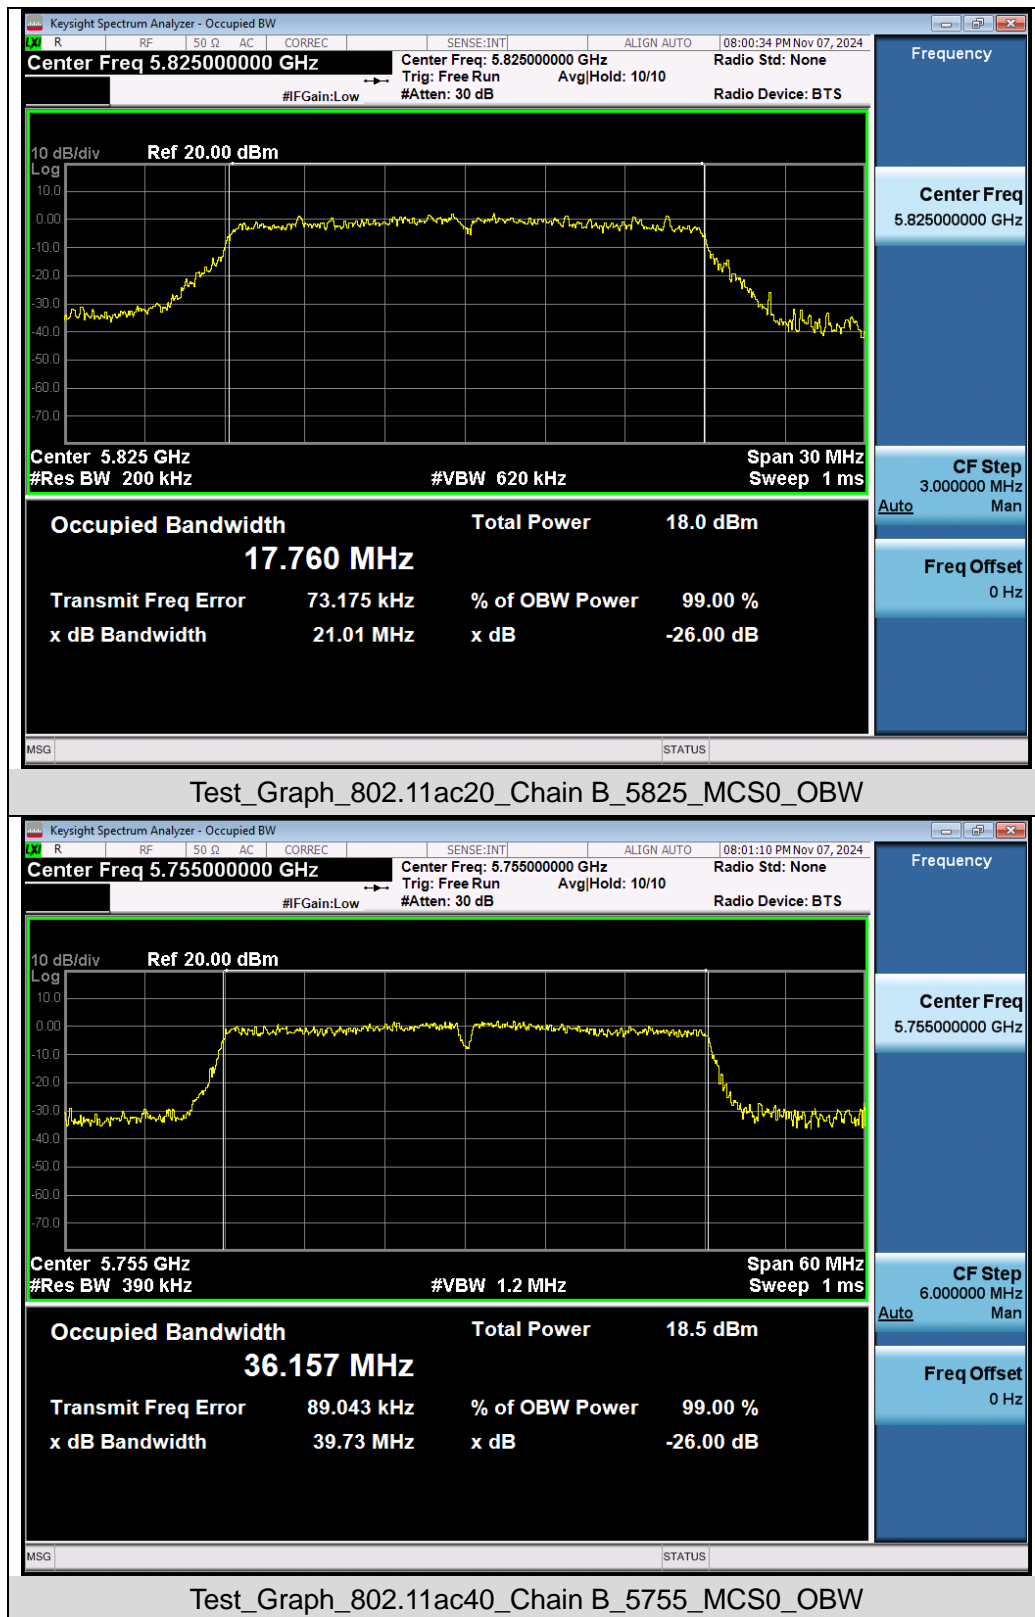 Keysight Spectrum Analyzer - Occupied BW
LXI R RF 50 Ω AC CORREC SENSE:INT ALIGN AUTO 08:00:34 PM Nov 07, 2024
Center Freq 5.825000000 GHz
Center Freq: 5.825000000 GHz
Radio Std: None
Trig: Free Run Avg|Hold: 10/10
#IFGain:Low
#Atten: 30 dB
Radio Device: BTS
10 dB/div Ref 20.00 dBm
Log
10.0
0.00
-10.0
-20.0
-30.0
-40.0
-50.0
-60.0
-70.0
Center 5.825 GHz Span 30 MHz
#Res BW 200 kHz #VBW 620 kHz Sweep 1 ms
Occupied Bandwidth Total Power 18.0 dBm
17.760 MHz
Transmit Freq Error 73.175 kHz % of OBW Power 99.00 %
x dB Bandwidth 21.01 MHz x dB -26.00 dB
MSG STATUS
Frequency
Center Freq
5.825000000 GHz
CF Step
3.000000 MHz
Auto Man
Freq Offset
0 Hz
Test_Graph_802.11ac20_Chain B_5825_MCS0_OBW
Keysight Spectrum Analyzer - Occupied BW
LXI R RF 50 Ω AC CORREC SENSE:INT ALIGN AUTO 08:01:10 PM Nov 07, 2024
Center Freq 5.755000000 GHz
Center Freq: 5.755000000 GHz
Radio Std: None
Trig: Free Run Avg|Hold: 10/10
#IFGain:Low
#Atten: 30 dB
Radio Device: BTS
10 dB/div Ref 20.00 dBm
Log
10.0
0.00
-10.0
-20.0
-30.0
-40.0
-50.0
-60.0
-70.0
Center 5.755 GHz Span 60 MHz
#Res BW 390 kHz #VBW 1.2 MHz Sweep 1 ms
Occupied Bandwidth Total Power 18.5 dBm
36.157 MHz
Transmit Freq Error 89.043 kHz % of OBW Power 99.00 %
x dB Bandwidth 39.73 MHz x dB -26.00 dB
MSG STATUS
Frequency
Center Freq
5.755000000 GHz
CF Step
6.000000 MHz
Auto Man
Freq Offset
0 Hz
Test_Graph_802.11ac40_Chain B_5755_MCS0_OBW